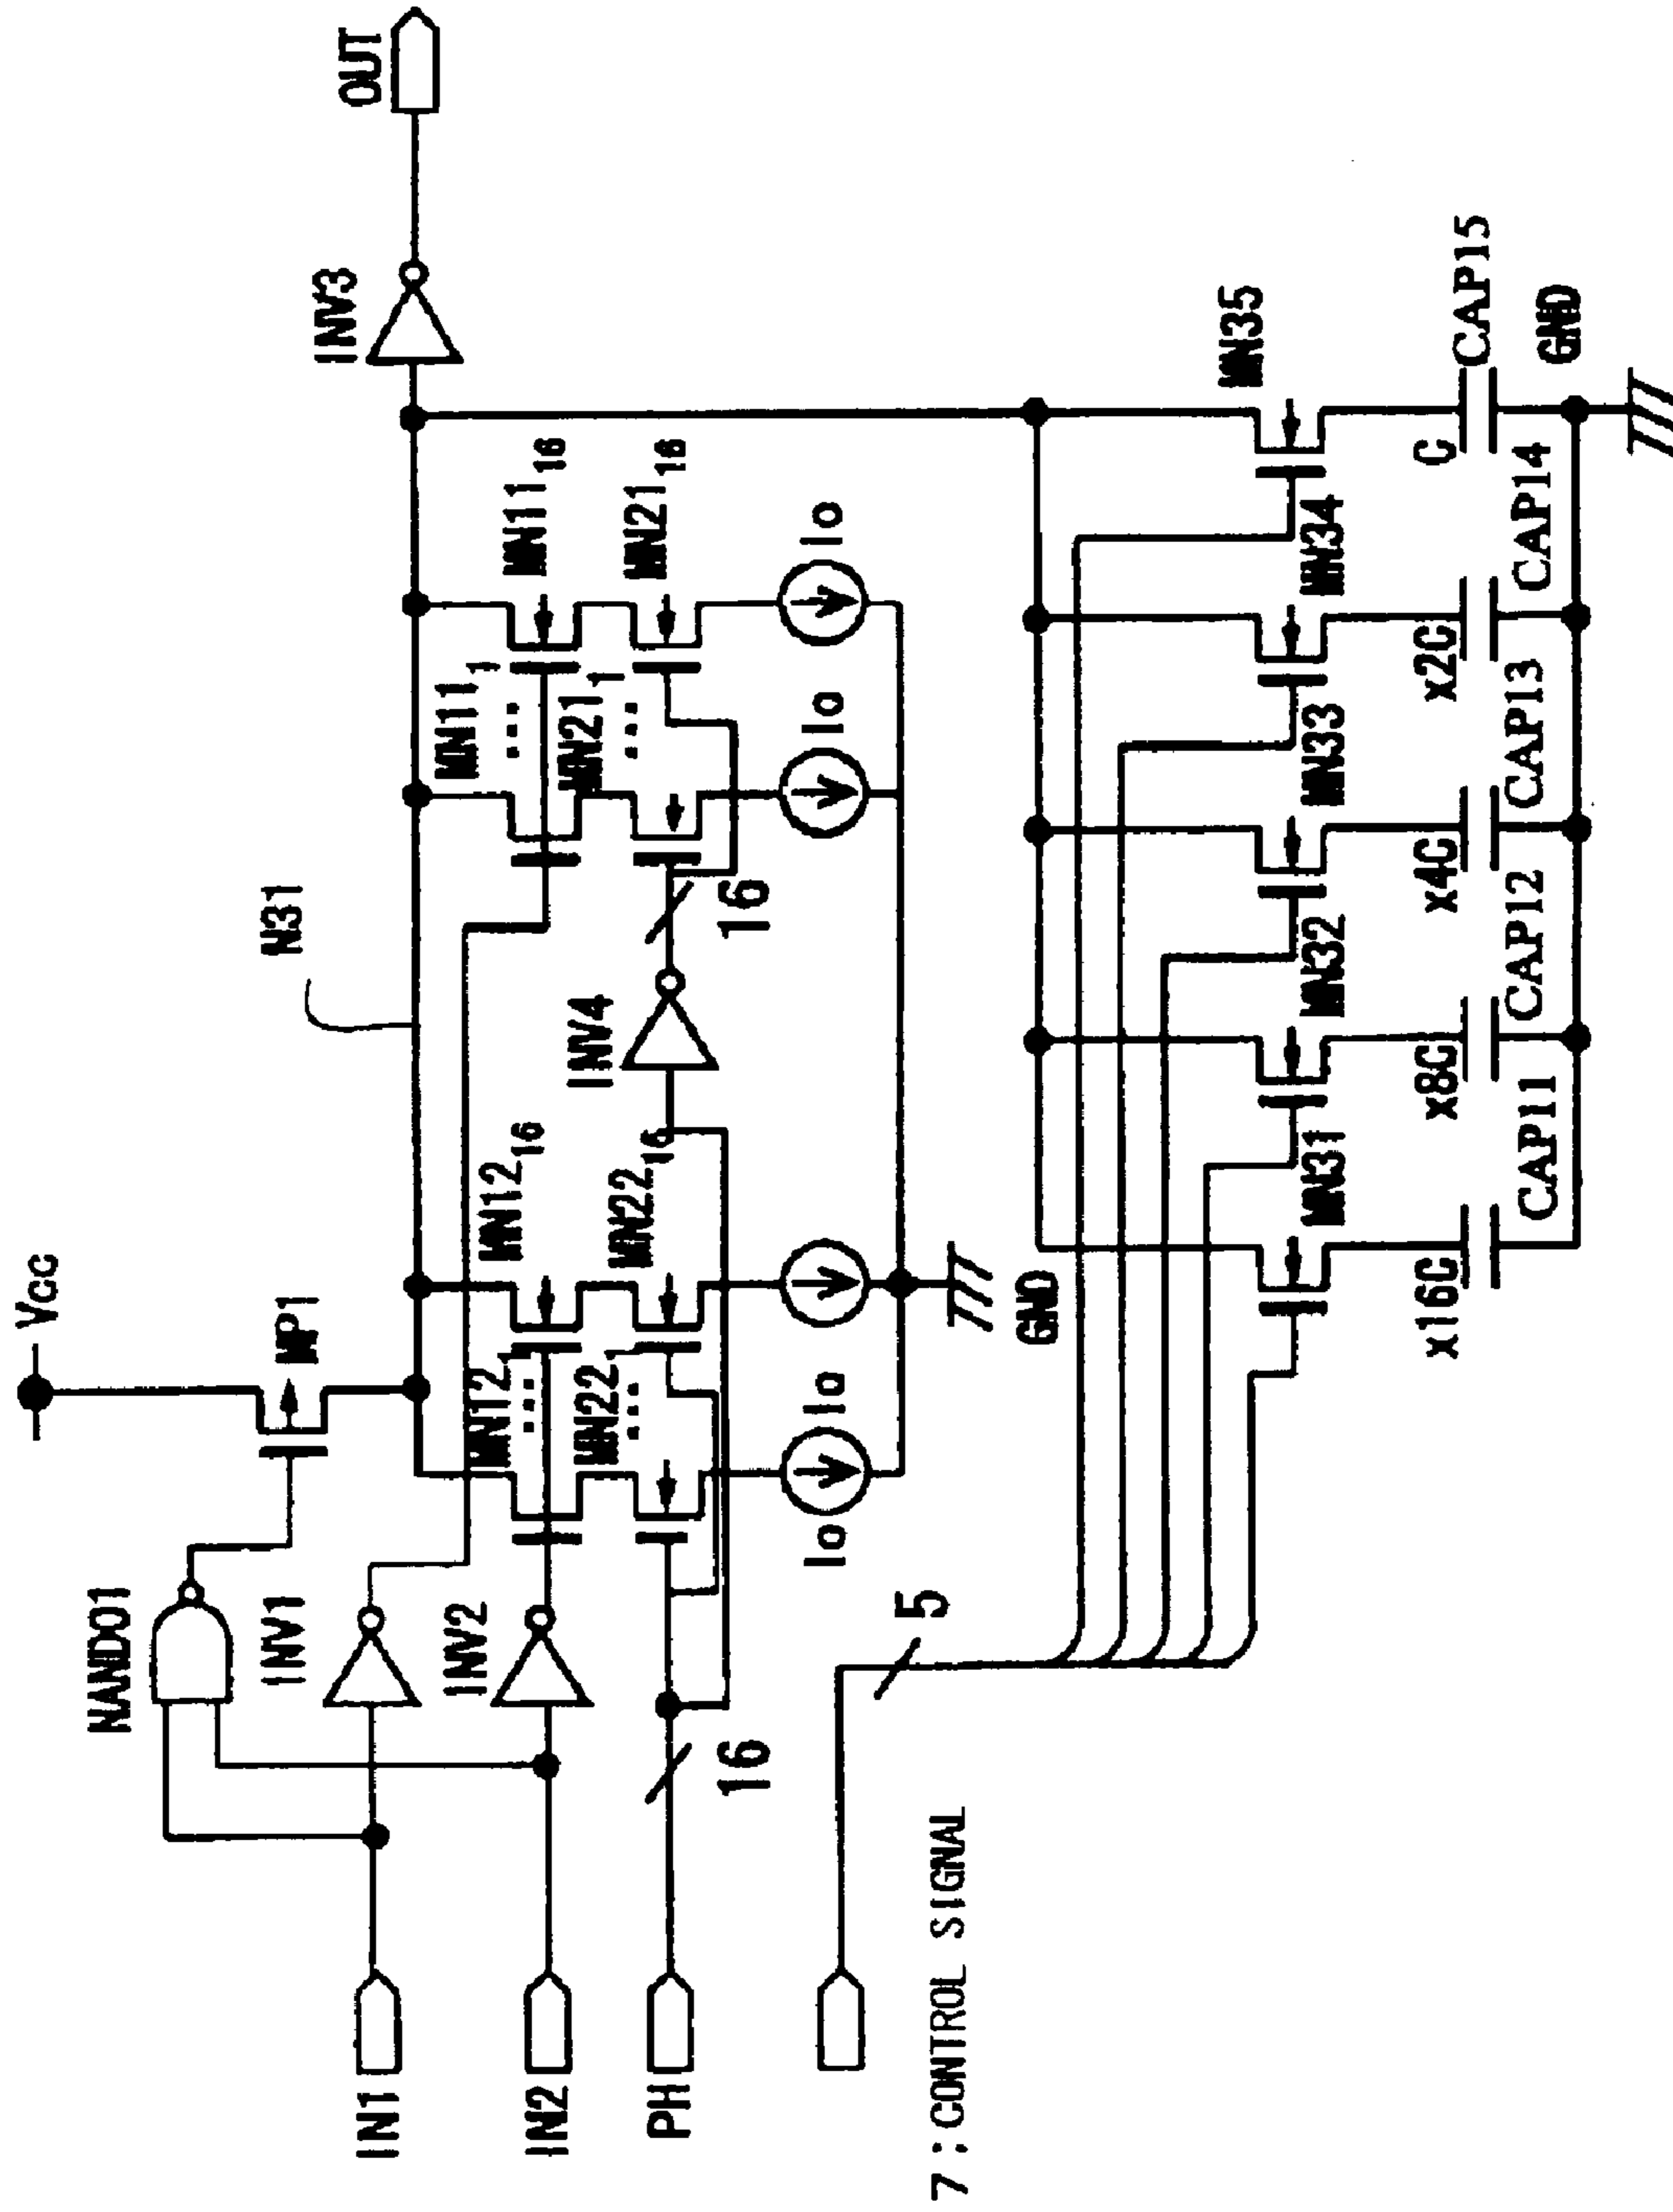 Vcc
NAND01
MP1
N31
INV3
OUT
INV1
IN1
INV2
IN2
MN12₁
...
MN12₁₆
MN11₁
...
MN11₁₆
MN22₁
...
MN22₁₆
INV4
MN21₁
...
MN21₁₆
PH
16
16
Io
Io
Io
Io
5
7 : CONTROL SIGNAL
GND
MN31
MN32
MN33
MN34
MN35
x16C
x8C
x4C
x2C
C
CAP11
CAP12
CAP13
CAP14
CAP15
GND